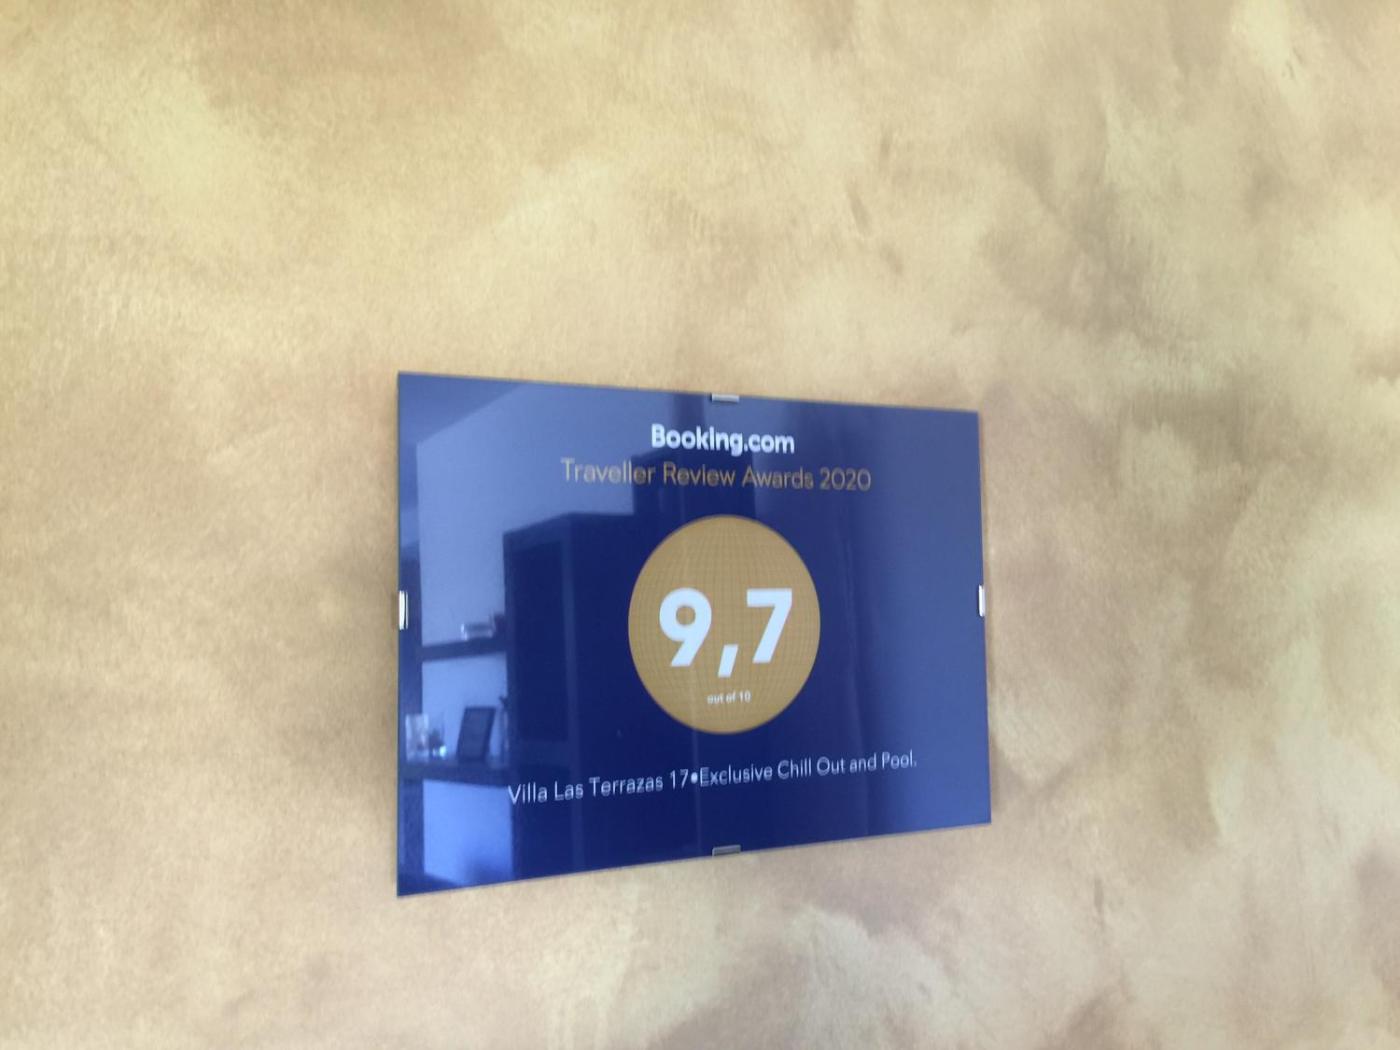 Booking.com
Traveller Review Awards 2020
9,7
out of 10
Villa Las Terrazas 17•Exclusive Chill Out and Pool.